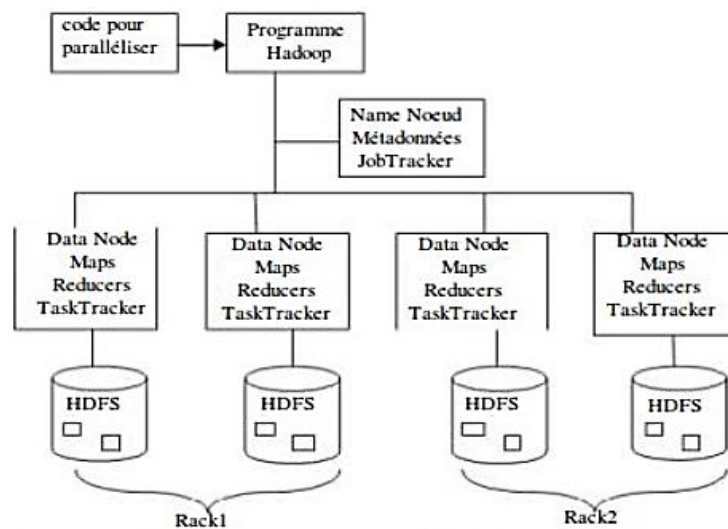 code pour
paralléliser
Programme
Hadoop
Name Noeud
Métadonnées
JobTracker
Data Node
Maps
Reducers
TaskTracker
Data Node
Maps
Reducers
TaskTracker
Data Node
Maps
Reducers
TaskTracker
Data Node
Maps
Reducers
TaskTracker
HDFS
HDFS
HDFS
HDFS
Rack1
Rack2